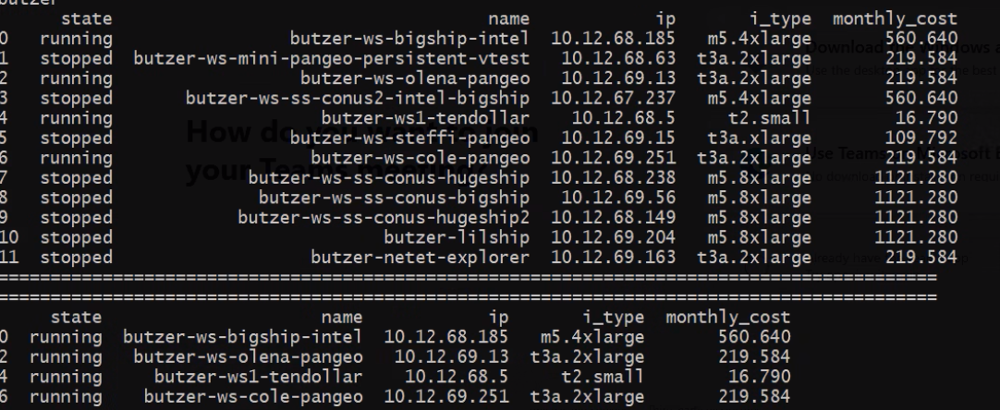 butzer
state name ip i_type monthly_cost
0 running butzer-ws-bigship-intel 10.12.68.185 m5.4xlarge 560.640
1 stopped butzer-ws-mini-pangeo-persistent-vtest 10.12.68.63 t3a.2xlarge 219.584
2 running butzer-ws-olena-pangeo 10.12.69.13 t3a.2xlarge 219.584
3 stopped butzer-ws-ss-conus2-intel-bigship 10.12.67.237 m5.4xlarge 560.640
4 running butzer-ws1-tendollar 10.12.68.5 t2.small 16.790
5 stopped butzer-ws-steffi-pangeo 10.12.69.15 t3a.xlarge 109.792
6 running butzer-ws-cole-pangeo 10.12.69.251 t3a.2xlarge 219.584
7 stopped butzer-ws-ss-conus-hugeship 10.12.68.238 m5.8xlarge 1121.280
8 stopped butzer-ws-ss-conus-bigship 10.12.69.56 m5.8xlarge 1121.280
9 stopped butzer-ws-ss-conus-hugeship2 10.12.68.149 m5.8xlarge 1121.280
10 stopped butzer-lilship 10.12.69.204 m5.8xlarge 1121.280
11 stopped butzer-netet-explorer 10.12.69.163 t3a.2xlarge 219.584
state name ip i_type monthly_cost
0 running butzer-ws-bigship-intel 10.12.68.185 m5.4xlarge 560.640
2 running butzer-ws-olena-pangeo 10.12.69.13 t3a.2xlarge 219.584
4 running butzer-ws1-tendollar 10.12.68.5 t2.small 16.790
6 running butzer-ws-cole-pangeo 10.12.69.251 t3a.2xlarge 219.584
How do you want to join
your Teams meeting?